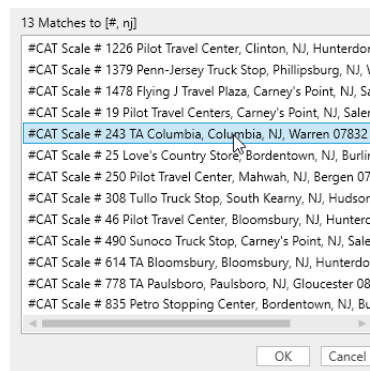 13 Matches to [#, nj]
#CAT Scale # 1226 Pilot Travel Center, Clinton, NJ, Hunterdor
#CAT Scale # 1379 Penn-Jersey Truck Stop, Phillipsburg, NJ, W
#CAT Scale # 1478 Flying J Travel Plaza, Carney's Point, NJ, Sa
#CAT Scale # 19 Pilot Travel Centers, Carney's Point, NJ, Saler
#CAT Scale # 243 TA Columbia, Columbia, NJ, Warren 07832
#CAT Scale # 25 Love's Country Store, Bordentown, NJ, Burlin
#CAT Scale # 250 Pilot Travel Center, Mahwah, NJ, Bergen 07
#CAT Scale # 308 Tullo Truck Stop, South Kearny, NJ, Hudson
#CAT Scale # 46 Pilot Travel Center, Bloomsbury, NJ, Hunterd
#CAT Scale # 490 Sunoco Truck Stop, Carney's Point, NJ, Sale
#CAT Scale # 614 TA Bloomsbury, Bloomsbury, NJ, Hunterdo
#CAT Scale # 778 TA Paulsboro, Paulsboro, NJ, Gloucester 08
#CAT Scale # 835 Petro Stopping Center, Bordentown, NJ, Bu
OK Cancel